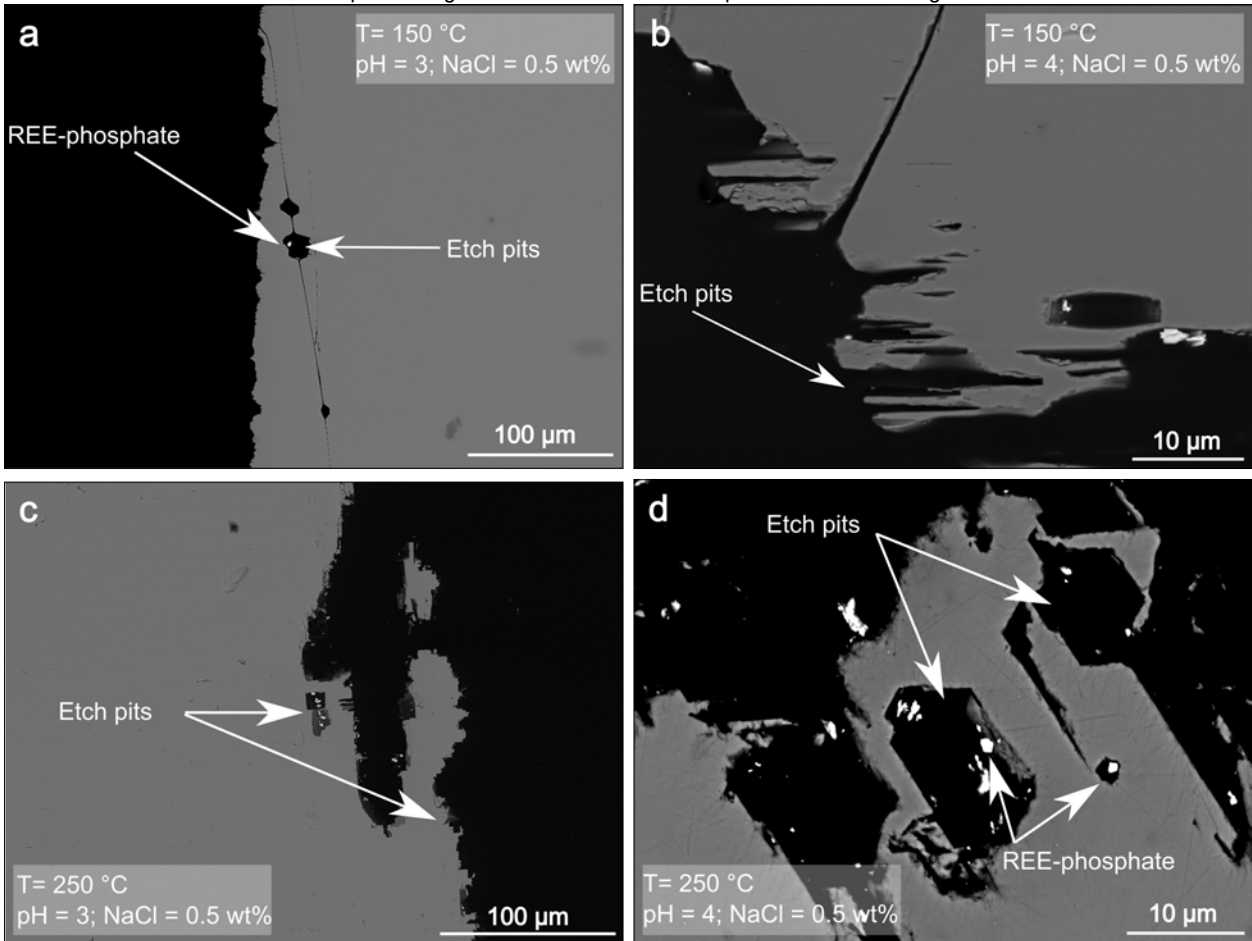 a
T= 150 °C
pH = 3; NaCl = 0.5 wt%
REE-phosphate
Etch pits
100 µm
b
T= 150 °C
pH = 4; NaCl = 0.5 wt%
Etch pits
10 µm
c
Etch pits
T= 250 °C
pH = 3; NaCl = 0.5 wt%
100 µm
d
Etch pits
REE-phosphate
T= 250 °C
pH = 4; NaCl = 0.5 wt%
10 µm